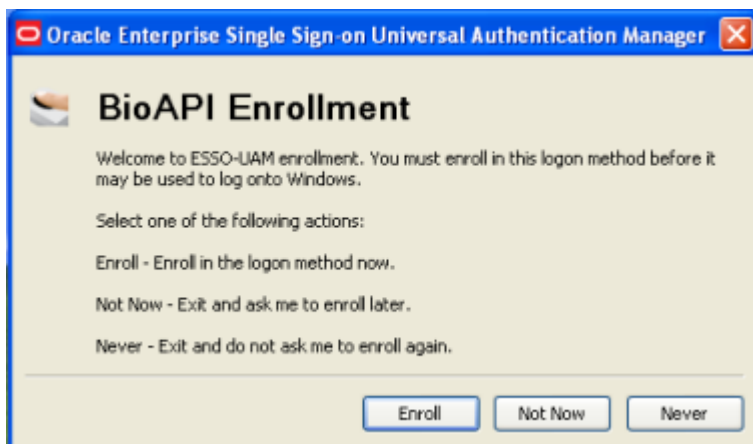 Oracle Enterprise Single Sign-on Universal Authentication Manager
BioAPI Enrollment
Welcome to ESSO-UAM enrollment. You must enroll in this logon method before it
may be used to log onto Windows.
Select one of the following actions:
Enroll - Enroll in the logon method now.
Not Now - Exit and ask me to enroll later.
Never - Exit and do not ask me to enroll again.
Enroll Not Now Never